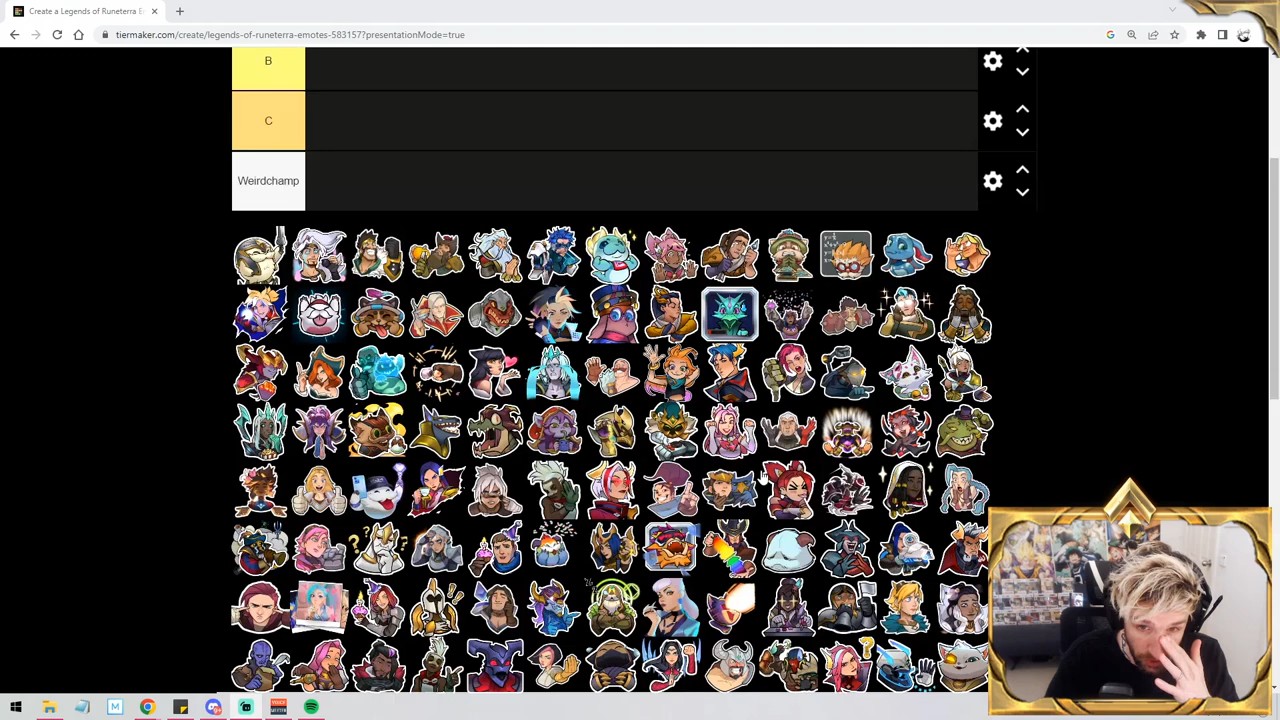 Create a Legends of Runeterra E
tiermaker.com/create/legends-of-runeterra-emotes-583157?presentationMode=true
B
C
Weirdchamp